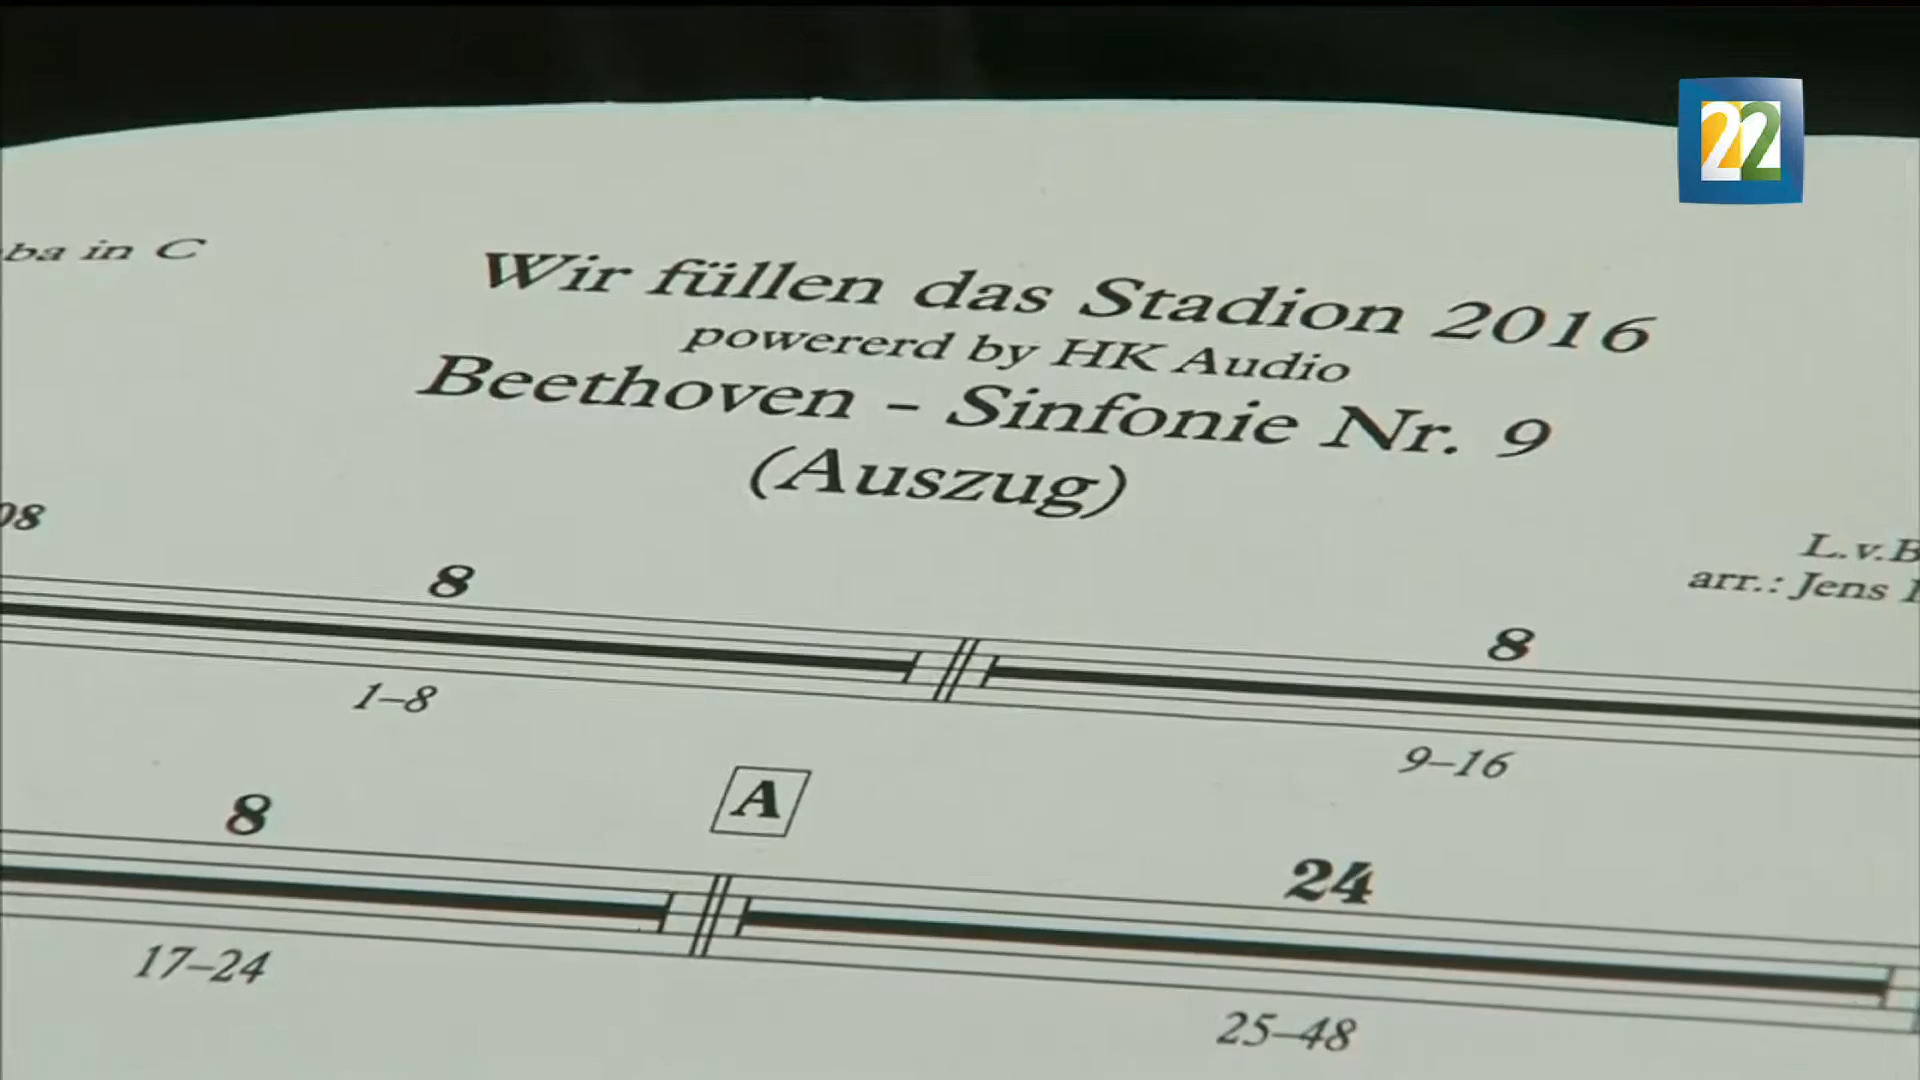 22
ba in C
Wir füllen das Stadion 2016
powererd by HK Audio
Beethoven - Sinfonie Nr. 9
(Auszug)
08
L.v.B
arr.: Jens
8
8
1–8
9–16
A
8
24
17–24
25–48